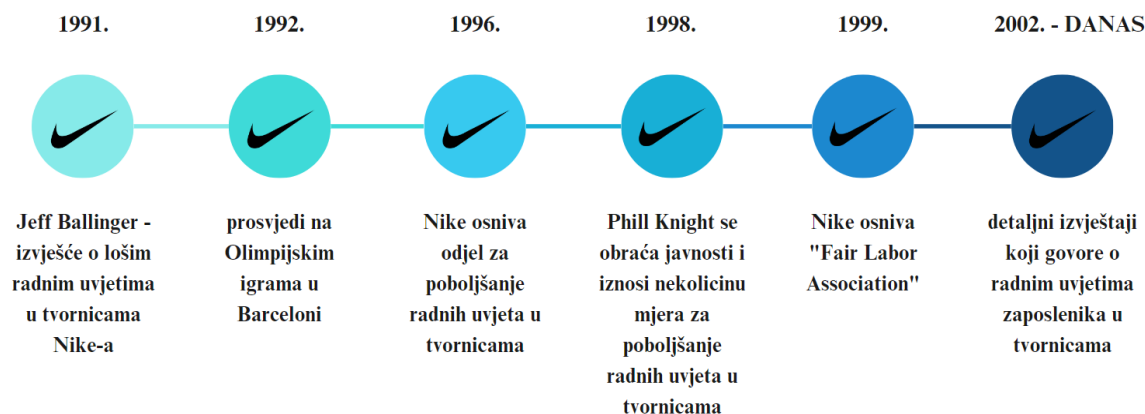 1991.
1992.
1996.
1998.
1999.
2002. - DANAS
Jeff Ballinger -
izvješće o lošim
radnim uvjetima
u tvornicama
Nike-a
prosvjedi na
Olimpijskim
igrama u
Barceloni
Nike osniva
odjel za
poboljšanje
radnih uvjeta u
tvornicama
Phill Knight se
obraća javnosti i
iznosi nekolicinu
mjera za
poboljšanje
radnih uvjeta u
tvornicama
Nike osniva
"Fair Labor
Association"
detaljni izvještaji
koji govore o
radnim uvjetima
zaposlenika u
tvornicama